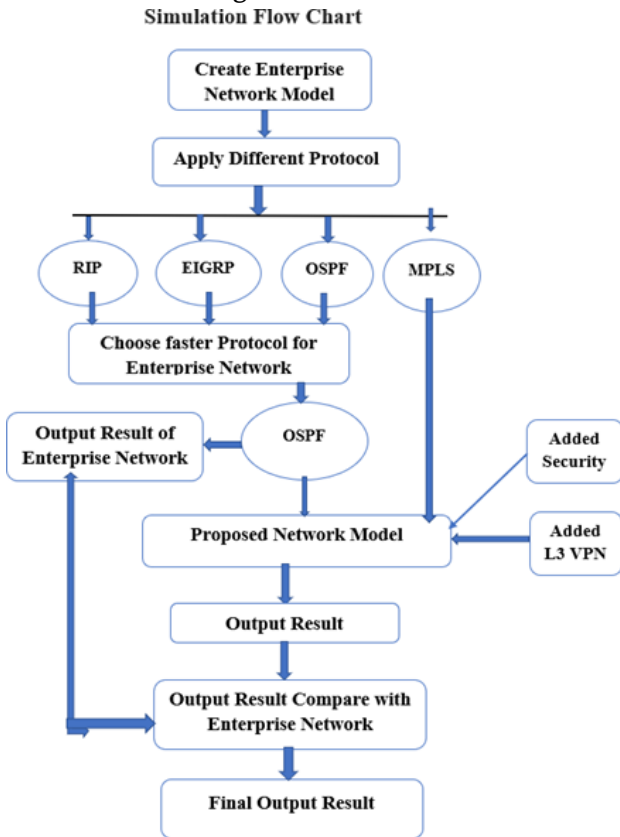 Simulation Flow Chart
Create Enterprise
Network Model
Apply Different Protocol
RIP
EIGRP
OSPF
MPLS
Choose faster Protocol for
Enterprise Network
OSPF
Output Result of
Enterprise Network
Added
Security
Proposed Network Model
Added
L3 VPN
Output Result
Output Result Compare with
Enterprise Network
Final Output Result